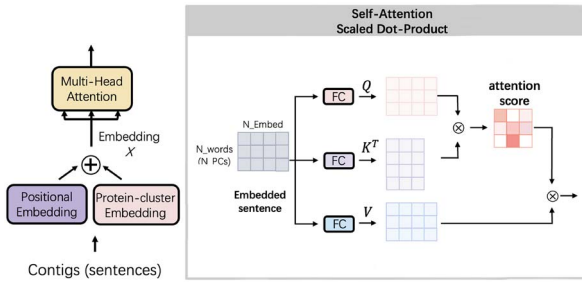 Multi-Head
Attention
Embedding
X
Positional
Embedding
Protein-cluster
Embedding
Contigs (sentences)
Self-Attention
Scaled Dot-Product
N_Embed
N_words
(N_PCs)
Embedded
sentence
FC
Q
FC
K^T
FC
V
attention
score